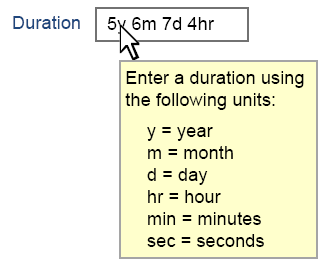 Duration 5y 6m 7d 4hr
Enter a duration using
the following units:
y = year
m = month
d = day
hr = hour
min = minutes
sec = seconds